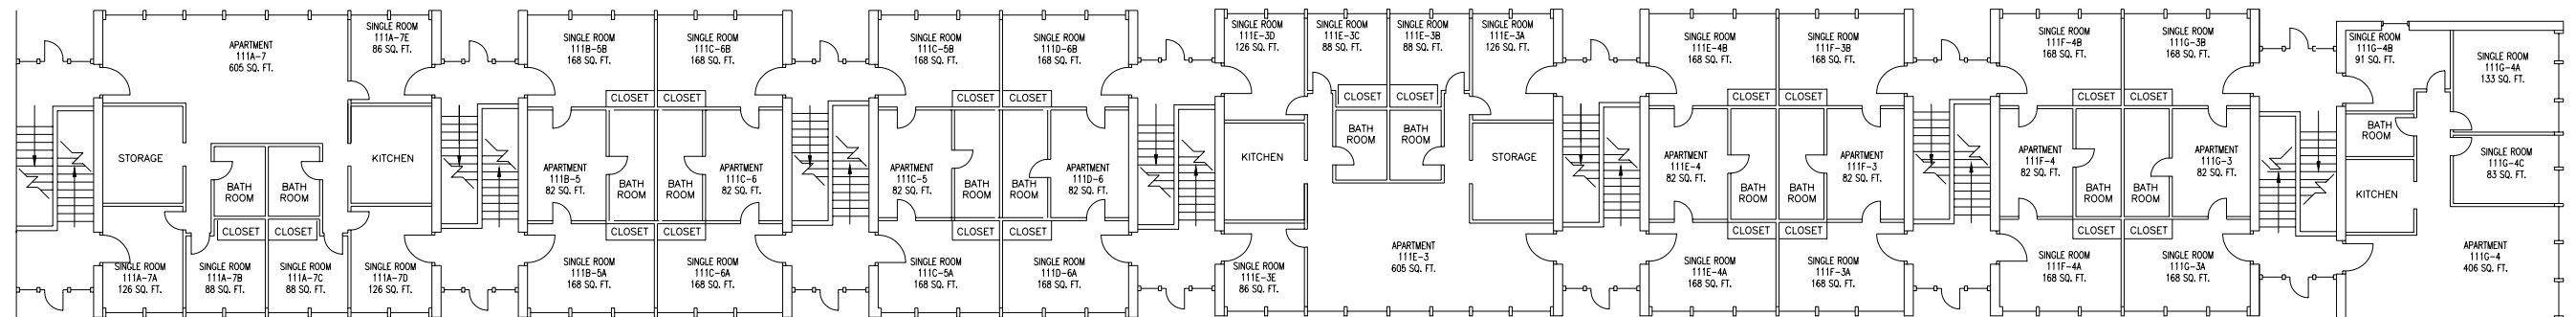 APARTMENT
111A-7
605 SQ. FT.
SINGLE ROOM
111A-7E
86 SQ. FT.
STORAGE
BATH
ROOM
BATH
ROOM
KITCHEN
CLOSET
CLOSET
SINGLE ROOM
111A-7A
126 SQ. FT.
SINGLE ROOM
111A-7B
88 SQ. FT.
SINGLE ROOM
111A-7C
88 SQ. FT.
SINGLE ROOM
111A-7D
126 SQ. FT.
SINGLE ROOM
111B-5B
168 SQ. FT.
SINGLE ROOM
111C-6B
168 SQ. FT.
CLOSET
CLOSET
APARTMENT
111B-5
82 SQ. FT.
BATH
ROOM
BATH
ROOM
APARTMENT
111C-6
82 SQ. FT.
CLOSET
CLOSET
SINGLE ROOM
111B-5A
168 SQ. FT.
SINGLE ROOM
111C-6A
168 SQ. FT.
SINGLE ROOM
111C-5B
168 SQ. FT.
SINGLE ROOM
111D-6B
168 SQ. FT.
CLOSET
CLOSET
APARTMENT
111C-5
82 SQ. FT.
BATH
ROOM
BATH
ROOM
APARTMENT
111D-6
82 SQ. FT.
CLOSET
CLOSET
SINGLE ROOM
111C-5A
168 SQ. FT.
SINGLE ROOM
111D-6A
168 SQ. FT.
SINGLE ROOM
111E-3D
126 SQ. FT.
SINGLE ROOM
111E-3C
88 SQ. FT.
SINGLE ROOM
111E-3B
88 SQ. FT.
SINGLE ROOM
111E-3A
126 SQ. FT.
CLOSET
CLOSET
KITCHEN
BATH
ROOM
BATH
ROOM
STORAGE
SINGLE ROOM
111E-3E
86 SQ. FT.
APARTMENT
111E-3
605 SQ. FT.
SINGLE ROOM
111E-4B
168 SQ. FT.
SINGLE ROOM
111F-3B
168 SQ. FT.
CLOSET
CLOSET
APARTMENT
111E-4
82 SQ. FT.
BATH
ROOM
BATH
ROOM
APARTMENT
111F-3
82 SQ. FT.
CLOSET
CLOSET
SINGLE ROOM
111E-4A
168 SQ. FT.
SINGLE ROOM
111F-3A
168 SQ. FT.
SINGLE ROOM
111F-4B
168 SQ. FT.
SINGLE ROOM
111G-3B
168 SQ. FT.
CLOSET
CLOSET
APARTMENT
111F-4
82 SQ. FT.
BATH
ROOM
BATH
ROOM
APARTMENT
111G-3
82 SQ. FT.
CLOSET
CLOSET
SINGLE ROOM
111F-4A
168 SQ. FT.
SINGLE ROOM
111G-3A
168 SQ. FT.
SINGLE ROOM
111G-4B
91 SQ. FT.
SINGLE ROOM
111G-4A
133 SQ. FT.
BATH
ROOM
SINGLE ROOM
111G-4C
83 SQ. FT.
KITCHEN
APARTMENT
111G-4
406 SQ. FT.